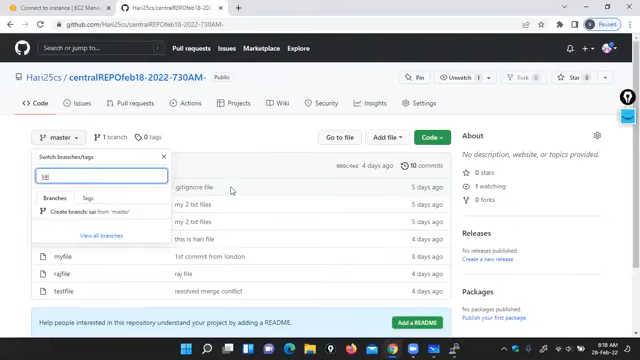 Connect to instance | EC2 Manag
Hari25cs/centralREPOfeb18-2022-
github.com/Hari25cs/centralREPOfeb18-2022-730AM-
Search or jump to...
/
Pull requests
Issues
Marketplace
Explore
Hari25cs / centralREPOfeb18-2022-730AM-
Public
Pin
Unwatch
1
Fork
0
Star
0
Code
Issues
Pull requests
Actions
Projects
Wiki
Security
Insights
Settings
master
1 branch
0 tags
Go to file
Add file
Code
Switch branches/tags
sai
Branches
Tags
Create branch: sai from 'master'
View all branches
4 days ago
10 commits
.gitignore file
5 days ago
my 2 txt files
5 days ago
my 2 txt files
5 days ago
this is hari file
4 days ago
myfile
1st commit from london
rajfile
raj file
5 days ago
testfile
resolved merge conflict
5 days ago
Help people interested in this repository understand your project by adding a README.
Add a README
About
No description, website, or topics provided.
0 stars
1 watching
0 forks
Releases
No releases published
Create a new release
Packages
No packages published
Publish your first package
8:18 AM
28-Feb-22